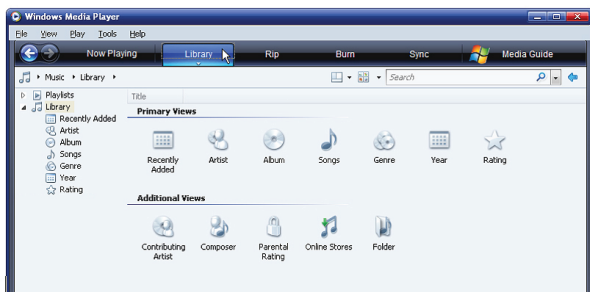 Windows Media Player
File View Play Tools Help
Now Playing Library Rip Burn Sync Media Guide
Music Library Search
Playlists
Library
Recently Added
Artist
Album
Songs
Genre
Year
Rating
Title
Primary Views
Recently Added Artist Album Songs Genre Year Rating
Additional Views
Contributing Artist Composer Parental Rating Online Stores Folder